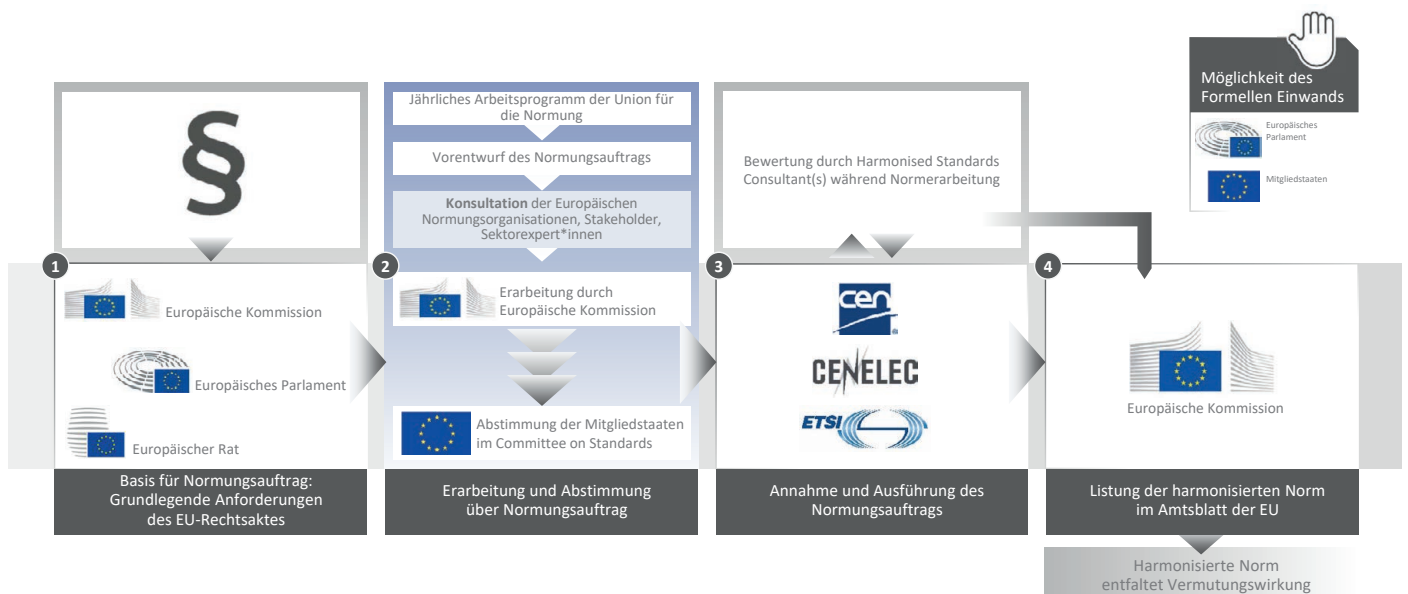 Möglichkeit des
Formellen Einwands
Europäisches
Parlament
Mitgliedstaaten
§
Jährliches Arbeitsprogramm der Union für
die Normung
Vorentwurf des Normungsauftrags
Konsultation der Europäischen
Normungsorganisationen, Stakeholder,
Sektorexpert*innen
Bewertung durch Harmonised Standards
Consultant(s) während Normerarbeitung
1
Europäische Kommission
Europäisches Parlament
Europäischer Rat
Basis für Normungsauftrag:
Grundlegende Anforderungen
des EU-Rechtsaktes
2
Erarbeitung durch
Europäische Kommission
Abstimmung der Mitgliedstaaten
im Committee on Standards
Erarbeitung und Abstimmung
über Normungsauftrag
3
cen
CENELEC
ETSI
Annahme und Ausführung des
Normungsauftrags
4
Europäische Kommission
Listung der harmonisierten Norm
im Amtsblatt der EU
Harmonisierte Norm
entfaltet Vermutungswirkung